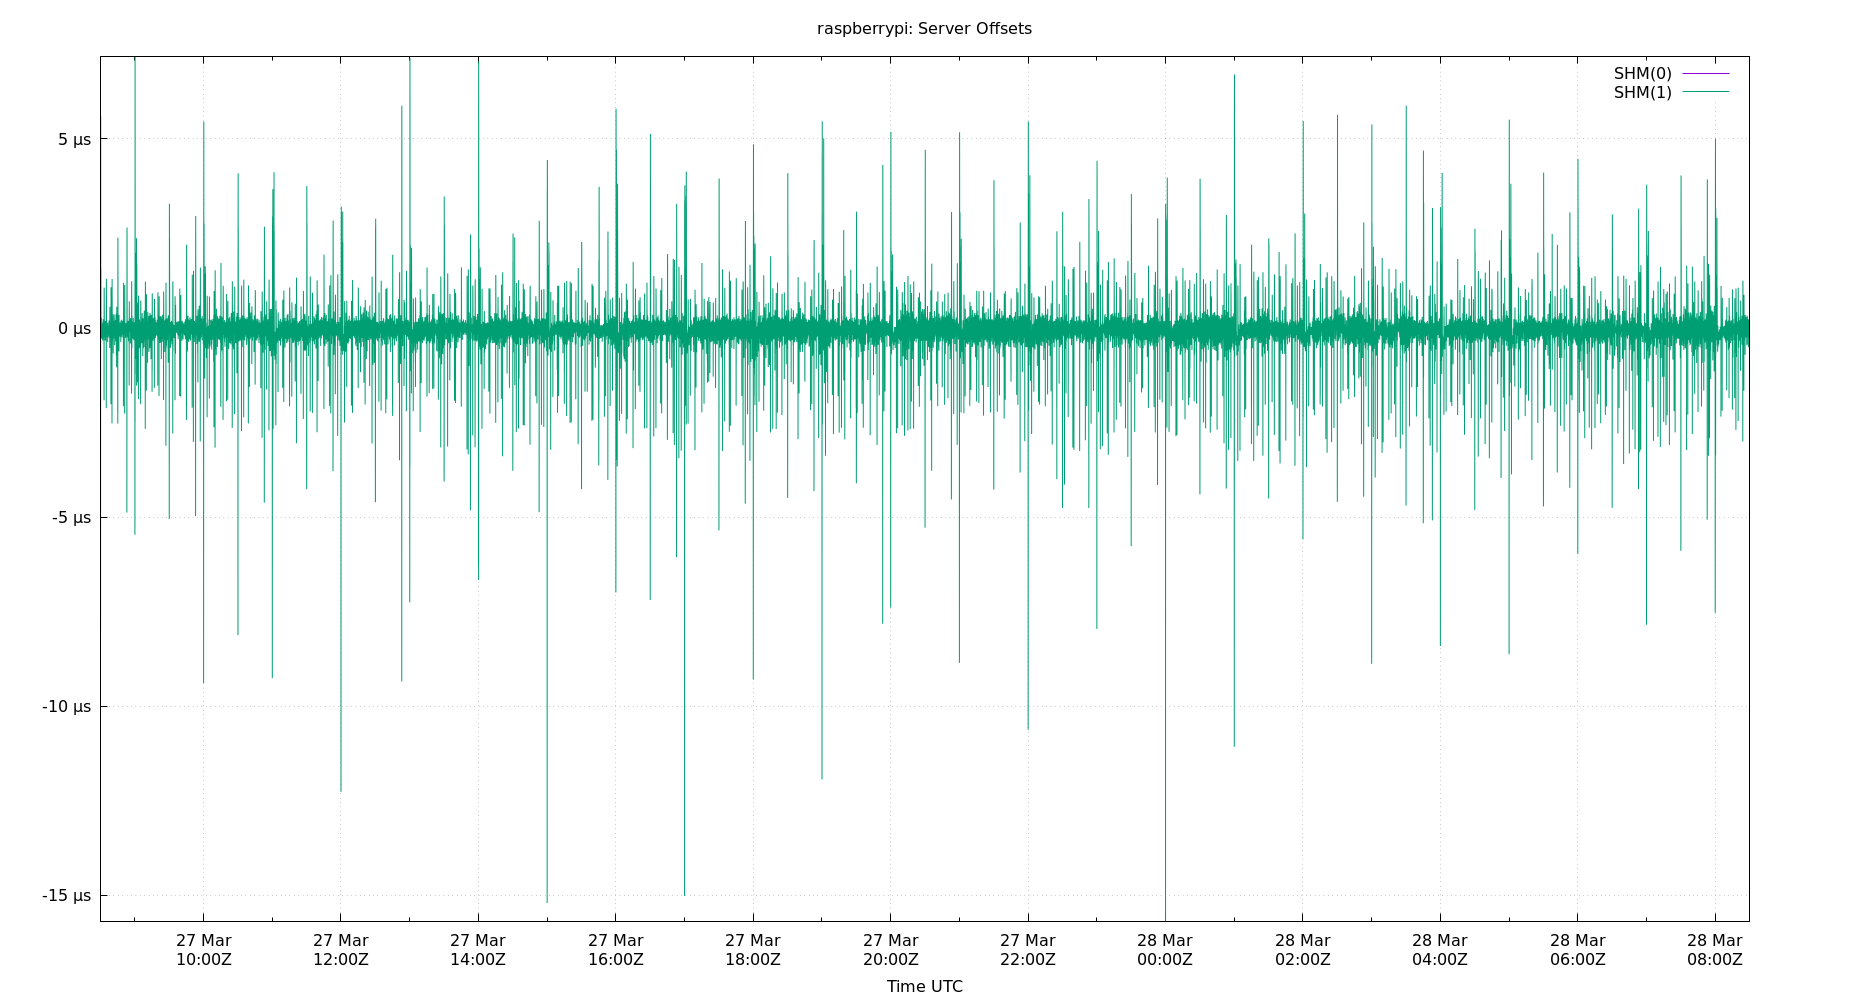 raspberrypi: Server Offsets
SHM(0)
SHM(1)
5 µs
0 µs
-5 µs
-10 µs
-15 µs
27 Mar 27 Mar 27 Mar 27 Mar 27 Mar 27 Mar 27 Mar 28 Mar 28 Mar 28 Mar 28 Mar 28 Mar
10:00Z 12:00Z 14:00Z 16:00Z 18:00Z 20:00Z 22:00Z 00:00Z 02:00Z 04:00Z 06:00Z 08:00Z
Time UTC